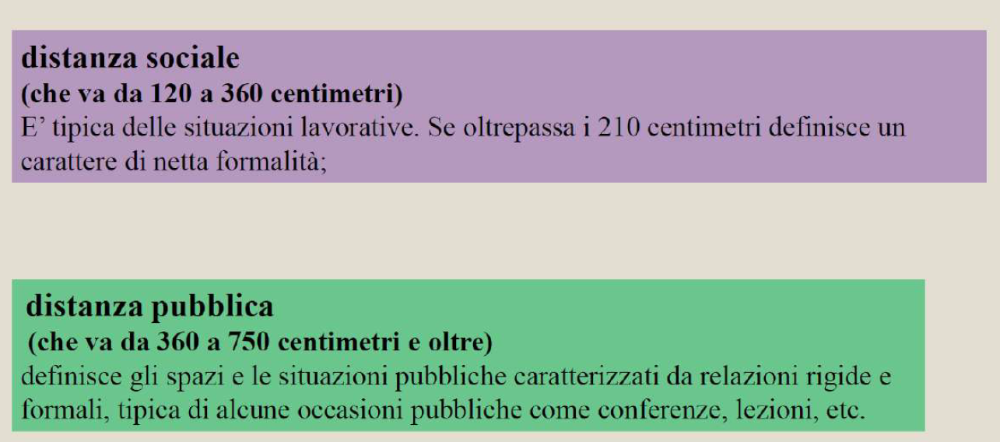 distanza sociale
(che va da 120 a 360 centimetri)
E’ tipica delle situazioni lavorative. Se oltrepassa i 210 centimetri definisce un
carattere di netta formalità;
distanza pubblica
(che va da 360 a 750 centimetri e oltre)
definisce gli spazi e le situazioni pubbliche caratterizzati da relazioni rigide e
formali, tipica di alcune occasioni pubbliche come conferenze, lezioni, etc.